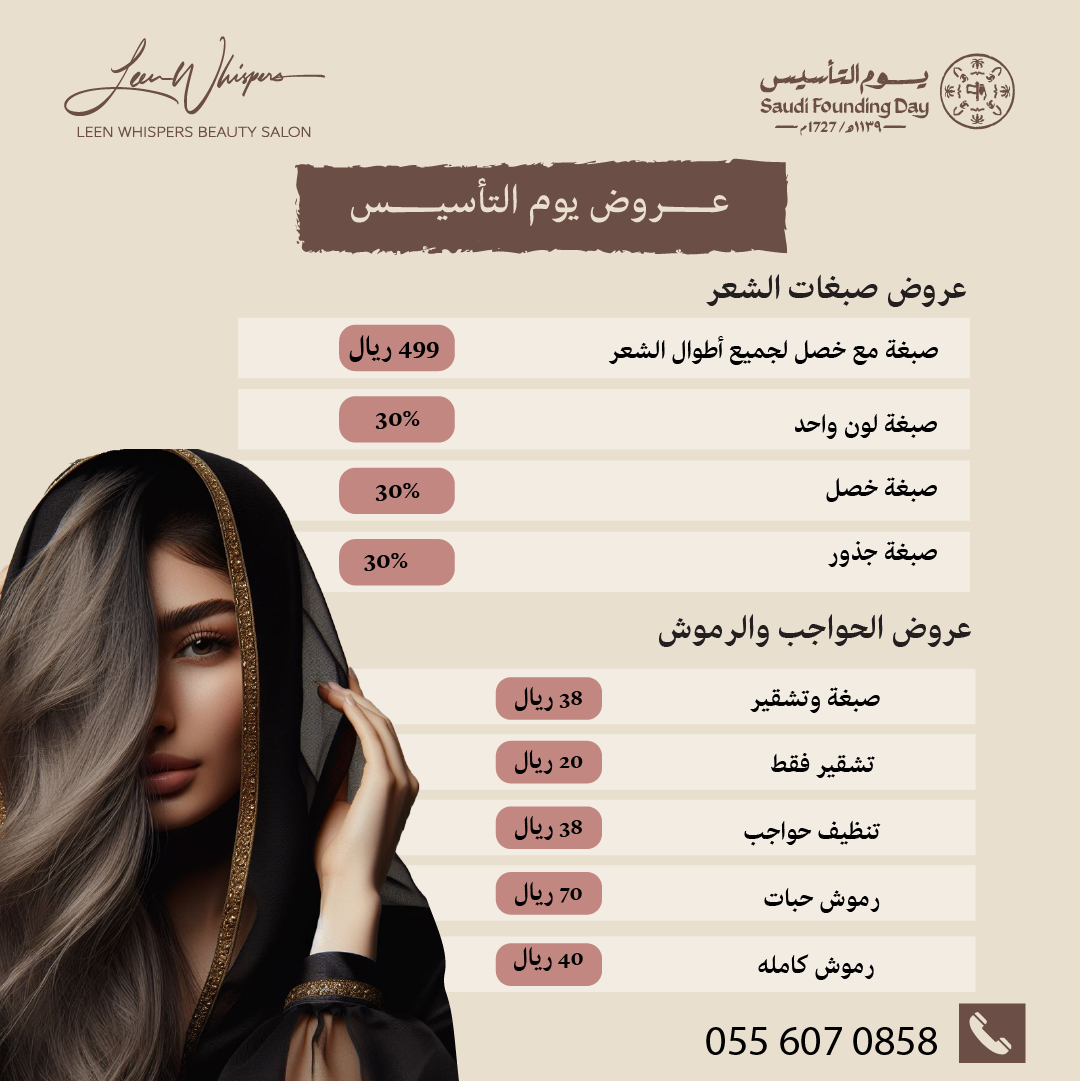 Leen Whispers
LEEN WHISPERS BEAUTY SALON
يوم التأسيس
Saudi Founding Day
١١٣٩هـ / 1727م
عروض يوم التأسيس
عروض صبغات الشعر
صبغة مع خصل لجميع أطوال الشعر 499 ريال
صبغة لون واحد 30%
صبغة خصل 30%
صبغة جذور 30%
عروض الحواجب والرموش
صبغة وتشقير 38 ريال
تشقير فقط 20 ريال
تنظيف حواجب 38 ريال
رموش حبات 70 ريال
رموش كامله 40 ريال
055 607 0858